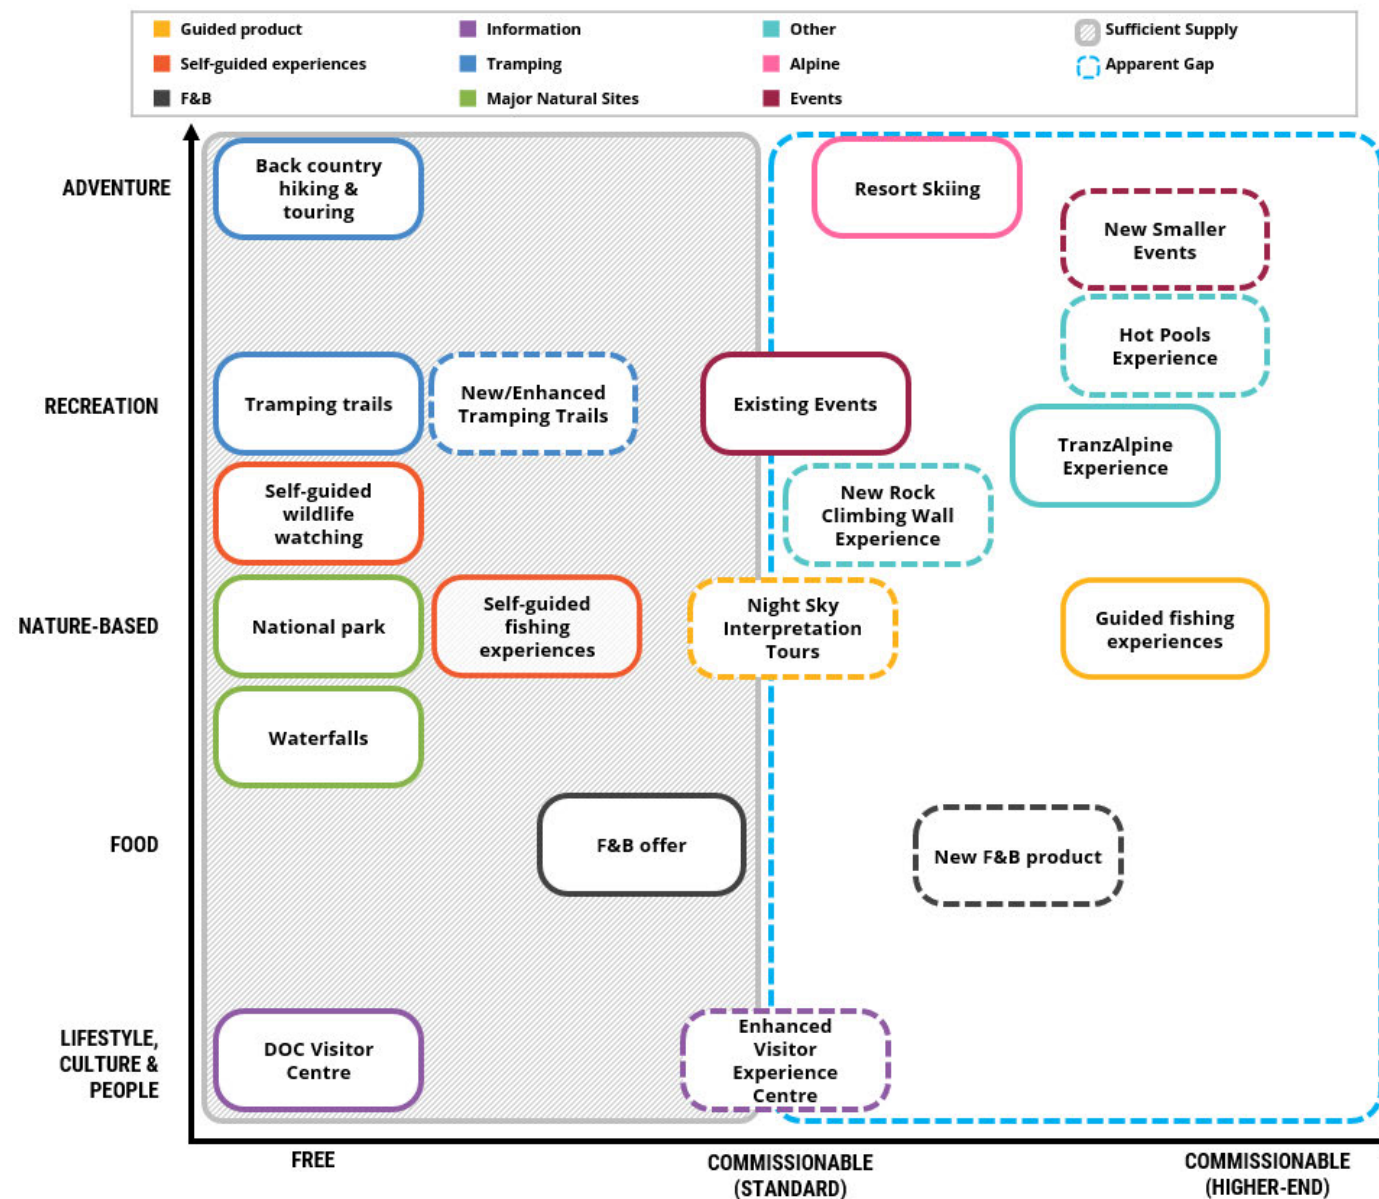 Guided product
Self-guided experiences
F&B
Information
Tramping
Major Natural Sites
Other
Alpine
Events
Sufficient Supply
Apparent Gap
ADVENTURE
Back country
hiking &
touring
Resort Skiing
New Smaller
Events
Hot Pools
Experience
RECREATION
Tramping trails
New/Enhanced
Tramping Trails
Existing Events
TranzAlpine
Experience
Self-guided
wildlife
watching
New Rock
Climbing Wall
Experience
NATURE-BASED
National park
Self-guided
fishing
experiences
Night Sky
Interpretation
Tours
Guided fishing
experiences
Waterfalls
FOOD
F&B offer
New F&B product
LIFESTYLE,
CULTURE &
PEOPLE
DOC Visitor
Centre
Enhanced
Visitor
Experience
Centre
FREE
COMMISSIONABLE
(STANDARD)
COMMISSIONABLE
(HIGHER-END)